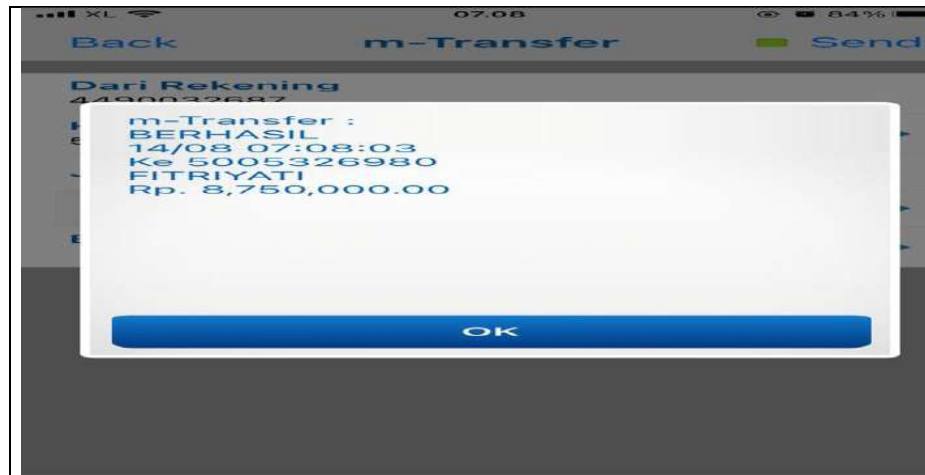 XL 07.08 84%
Back m-Transfer Send
Dari Rekening
4490032687
m-Transfer :
BERHASIL
14/08 07:08:03
Ke 5005326980
FITRIYATI
Rp. 8,750,000.00
OK